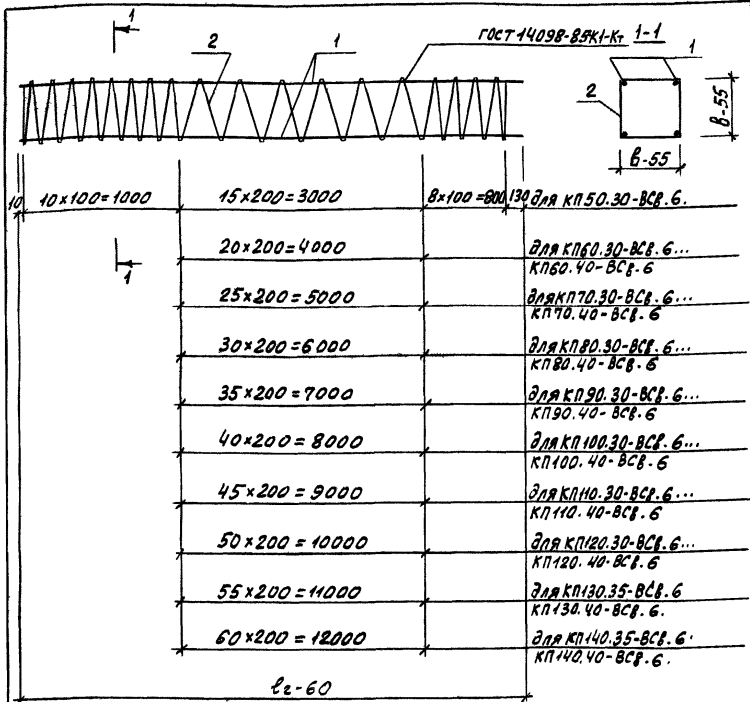 1
ГОСТ 14098-85К1-Кт 1-1
2
1
1
2
в-55
в-55
10
10×100=1000
15×200=3000
8×100=800
130
для КП50.30-ВСв.6.
1
20×200=4000
для КП60.30-ВСв.6...
КП60.40-ВСв.6
25×200=5000
для КП70.30-ВСв.6...
КП70.40-ВСв.6
30×200=6000
для КП80.30-ВСв.6...
КП80.40-ВСв.6
35×200=7000
для КП90.30-ВСв.6...
КП90.40-ВСв.6
40×200=8000
для КП100.30-ВСв.6...
КП100.40-ВСв.6
45×200=9000
для КП110.30-ВСв.6...
КП110.40-ВСв.6
50×200=10000
для КП120.30-ВСв.6...
КП120.40-ВСв.6
55×200=11000
для КП130.35-ВСв.6
КП130.40-ВСв.6.
60×200=12000
для КП140.35-ВСв.6.
КП140.40-ВСв.6.
ℓг-60